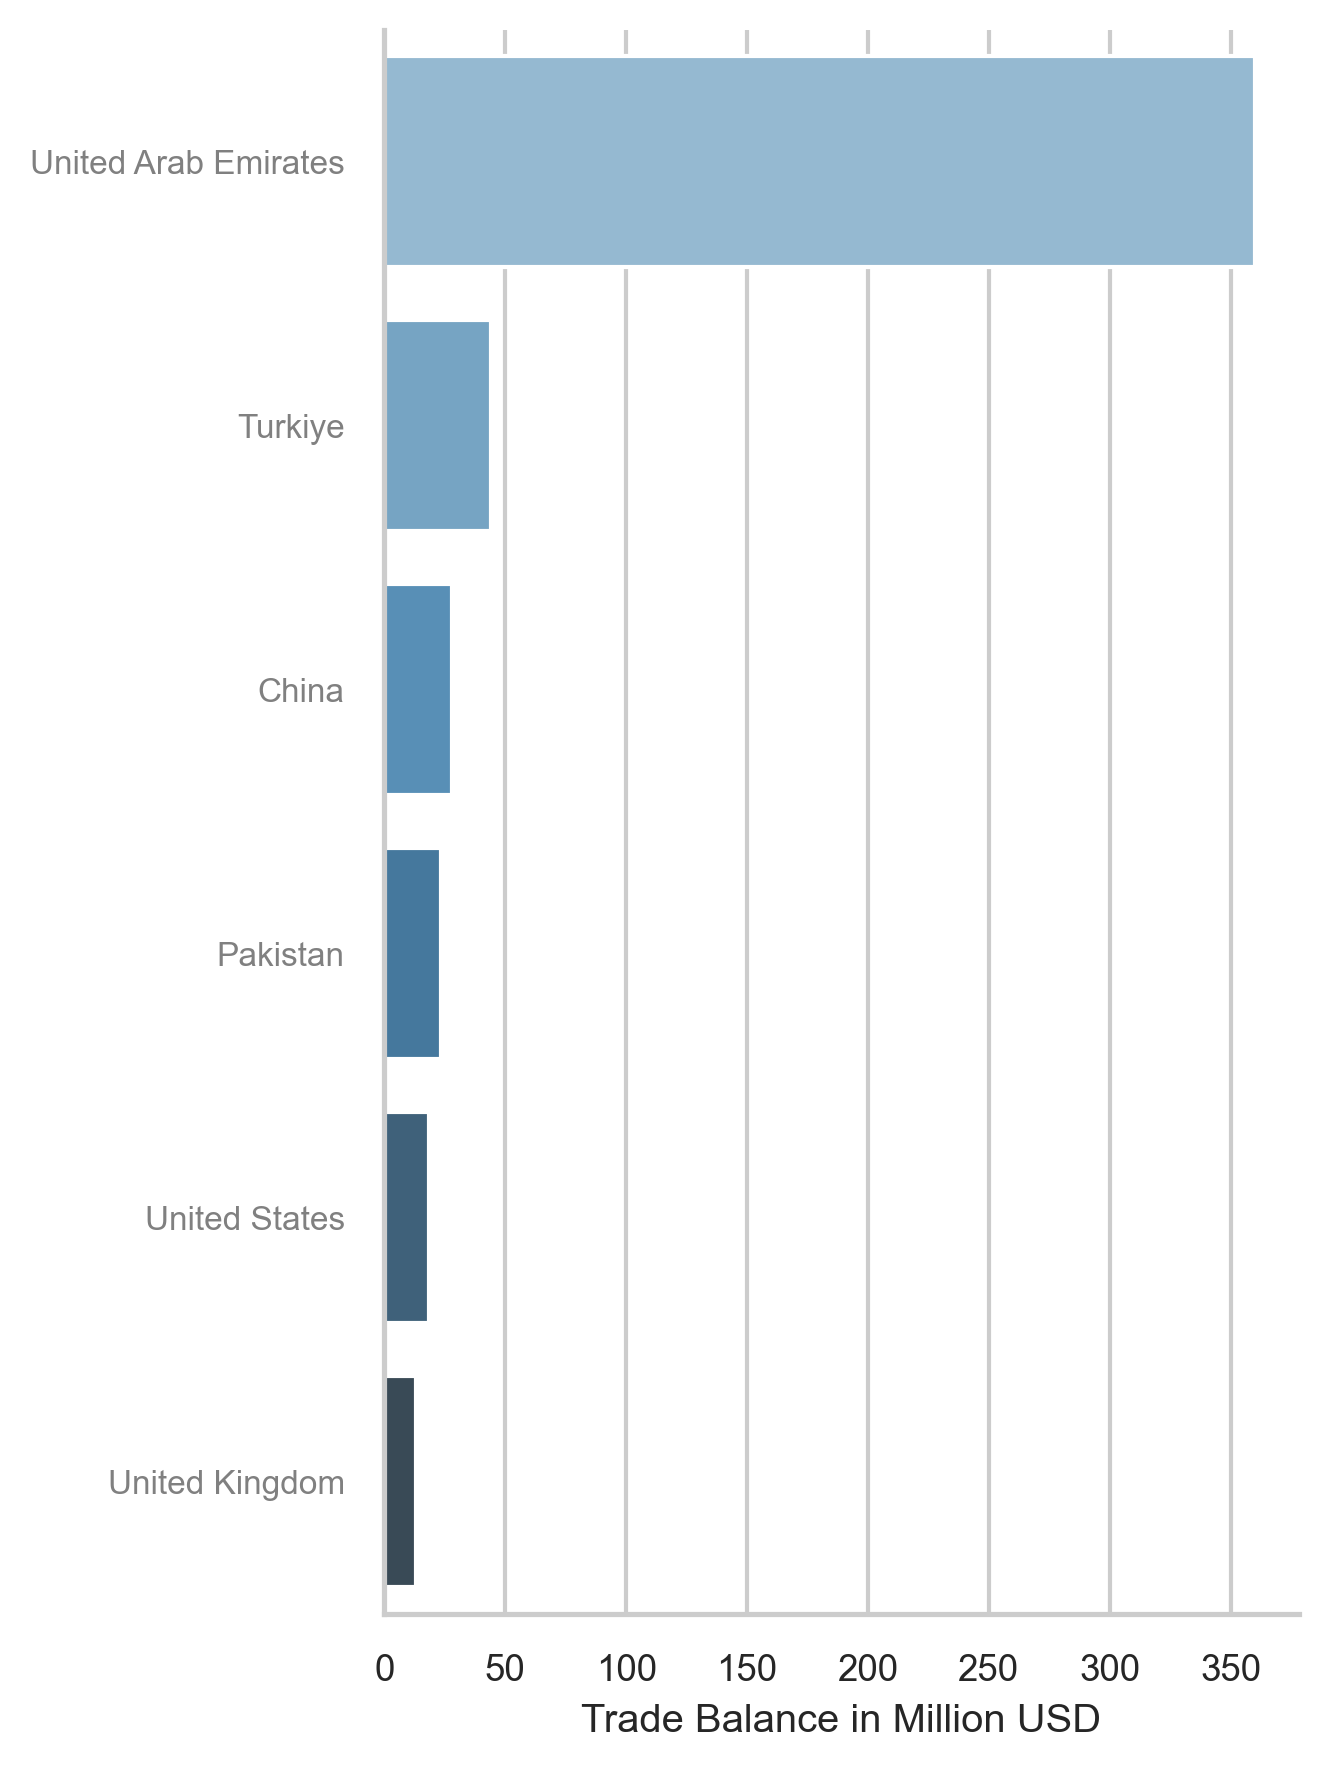 United Arab Emirates
Turkiye
China
Pakistan
United States
United Kingdom
0 50 100 150 200 250 300 350
Trade Balance in Million USD